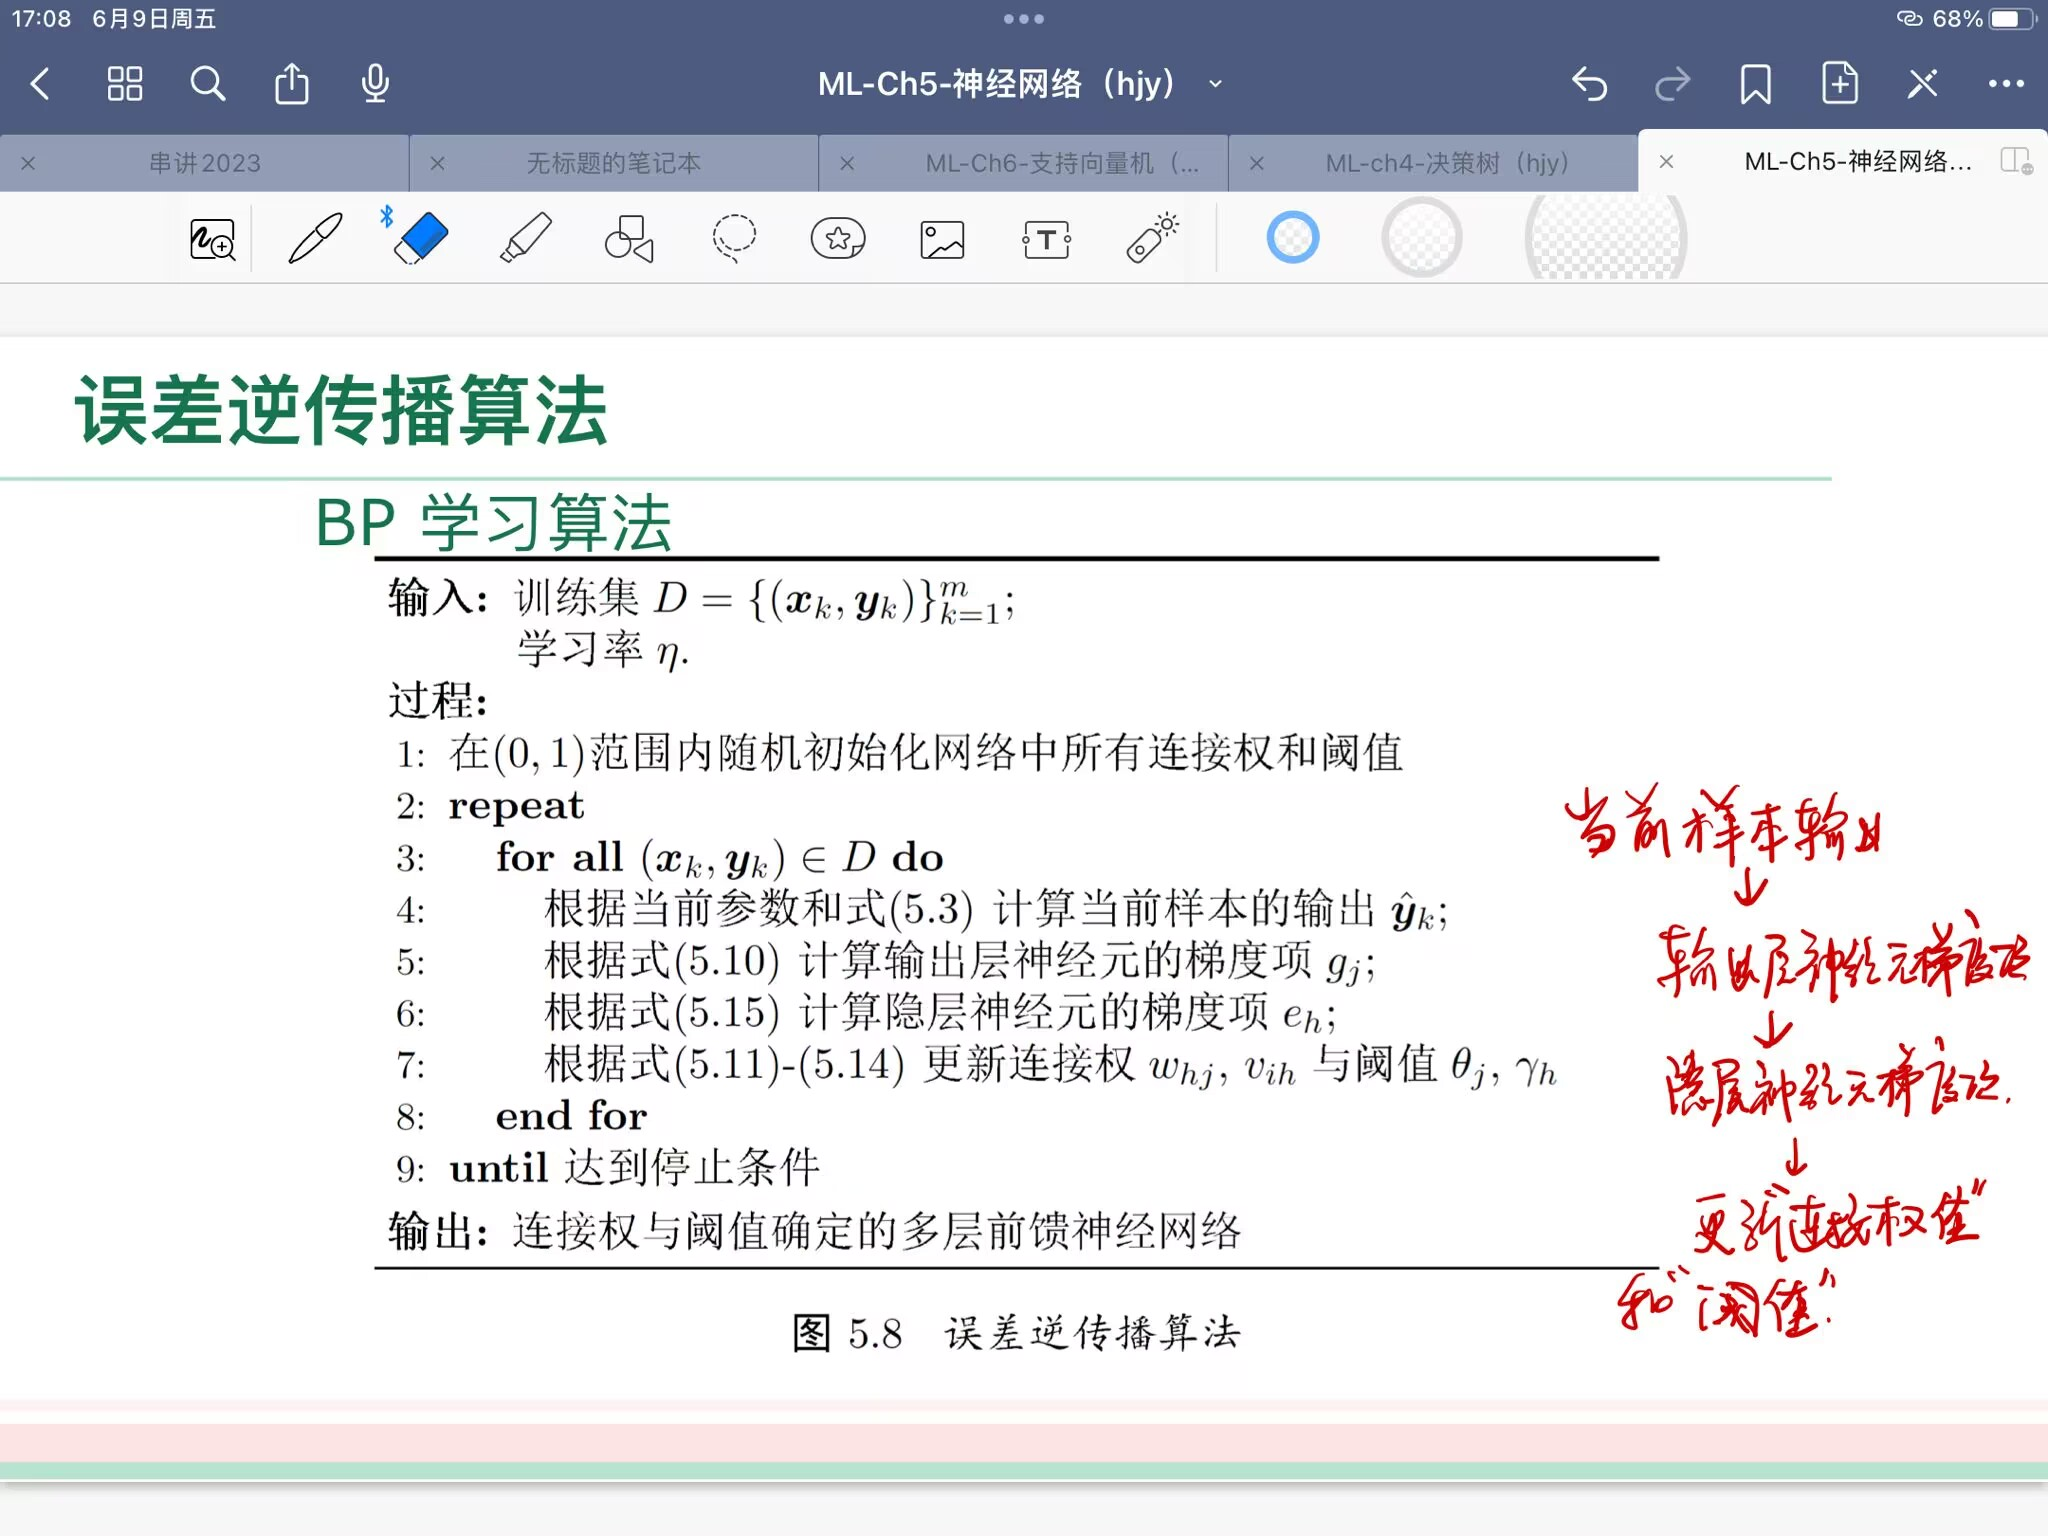 17:08 6月9日周五
68%
ML-Ch5-神经网络（hjy）
串讲2023
无标题的笔记本
ML-Ch6-支持向量机（...
ML-ch4-决策树（hjy）
ML-Ch5-神经网络...
误差逆传播算法
BP 学习算法
输入: 训练集 D = {(x_k, y_k)}_{k=1}^m;
学习率 η.
过程:
1: 在(0,1)范围内随机初始化网络中所有连接权和阈值
2: repeat
3: for all (x_k, y_k) ∈ D do
4: 根据当前参数和式(5.3) 计算当前样本的输出 ŷ_k;
5: 根据式(5.10) 计算输出层神经元的梯度项 g_j;
6: 根据式(5.15) 计算隐层神经元的梯度项 e_h;
7: 根据式(5.11)-(5.14) 更新连接权 w_{hj}, v_{ih} 与阈值 θ_j, γ_h
8: end for
9: until 达到停止条件
输出: 连接权与阈值确定的多层前馈神经网络
图 5.8 误差逆传播算法
当前样本输出
↓
输出层神经元梯度项
↓
隐层神经元梯度项.
↓
更新“连接权值”
和“阈值”.